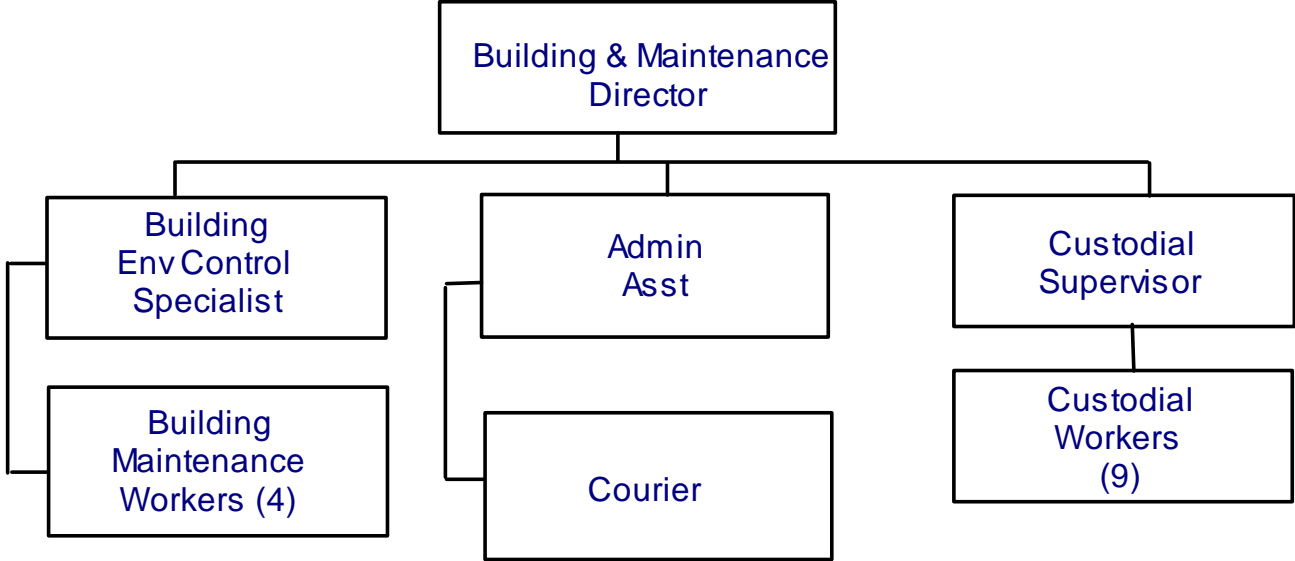 Building & Maintenance
Director
Building
Env Control
Specialist
Admin
Asst
Custodial
Supervisor
Building
Maintenance
Workers (4)
Courier
Custodial
Workers
(9)